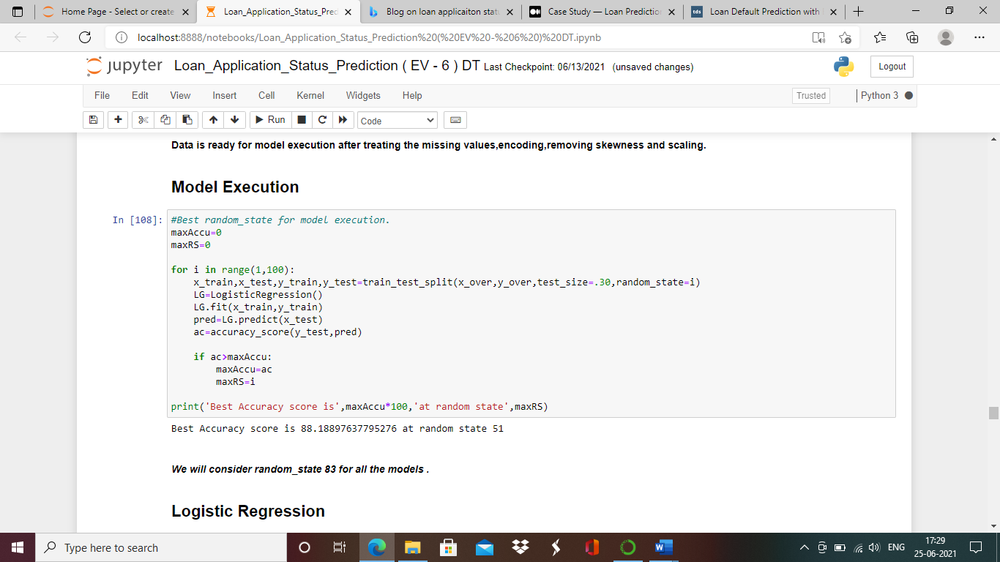 Home Page - Select or create
Loan_Application_Status_Pred
Blog on loan applicaiton statu
Case Study — Loan Prediction
tds
Loan Default Prediction with
localhost:8888/notebooks/Loan_Application_Status_Prediction%20(%20EV%20-%206%20)%20DT.ipynb
jupyter
Loan_Application_Status_Prediction ( EV - 6 ) DT Last Checkpoint: 06/13/2021 (unsaved changes)
Logout
File Edit View Insert Cell Kernel Widgets Help
Trusted
Python 3
Run
Code
Data is ready for model execution after treating the missing values,encoding,removing skewness and scaling.
Model Execution
In [108]:
#Best random_state for model execution.
maxAccu=0
maxRS=0
for i in range(1,100):
x_train,x_test,y_train,y_test=train_test_split(x_over,y_over,test_size=.30,random_state=i)
LG=LogisticRegression()
LG.fit(x_train,y_train)
pred=LG.predict(x_test)
ac=accuracy_score(y_test,pred)
if ac>maxAccu:
maxAccu=ac
maxRS=i
print('Best Accuracy score is',maxAccu*100,'at random state',maxRS)
Best Accuracy score is 88.18897637795276 at random state 51
We will consider random_state 83 for all the models .
Logistic Regression
Type here to search
ENG
17:29
25-06-2021